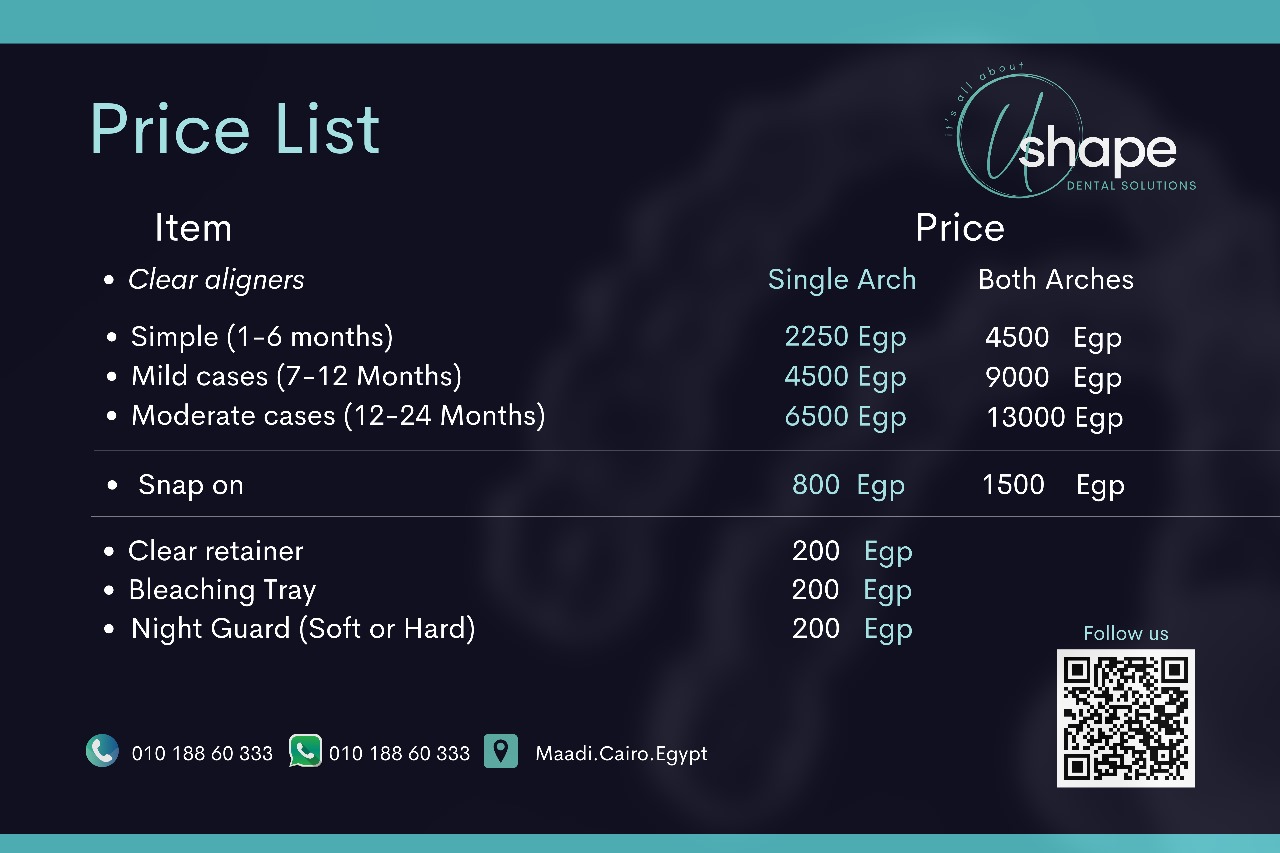 it's all about
Ushape
DENTAL SOLUTIONS
Price List
Item Price
• Clear aligners Single Arch Both Arches
• Simple (1-6 months) 2250 Egp 4500 Egp
• Mild cases (7-12 Months) 4500 Egp 9000 Egp
• Moderate cases (12-24 Months) 6500 Egp 13000 Egp
• Snap on 800 Egp 1500 Egp
• Clear retainer 200 Egp
• Bleaching Tray 200 Egp
• Night Guard (Soft or Hard) 200 Egp
Follow us
010 188 60 333 010 188 60 333 Maadi.Cairo.Egypt